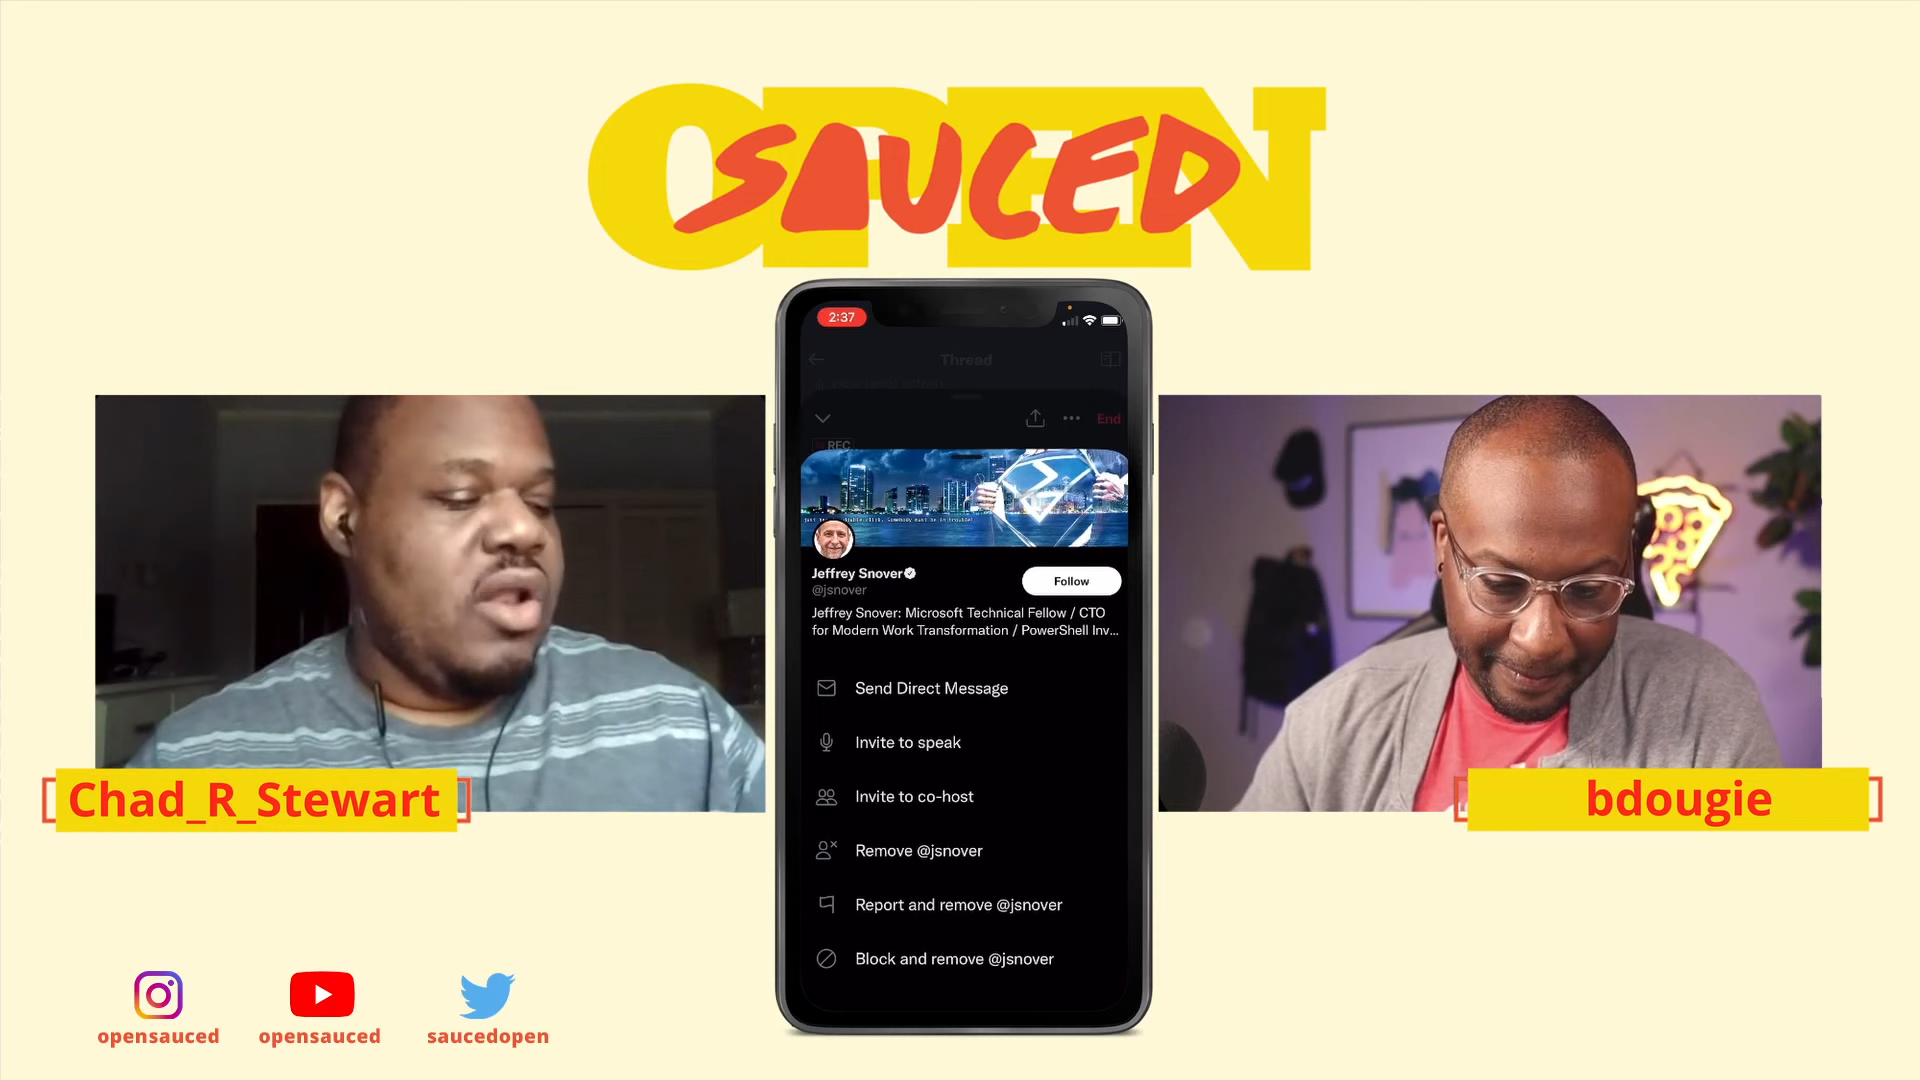 OPEN
SAUCED
2:37
Thread
End
REC
Jeffrey Snover
@jsnover
Follow
Jeffrey Snover: Microsoft Technical Fellow / CTO
for Modern Work Transformation / PowerShell Inv...
Send Direct Message
Invite to speak
Invite to co-host
Remove @jsnover
Report and remove @jsnover
Block and remove @jsnover
Chad_R_Stewart
bdougie
opensauced
opensauced
saucedopen